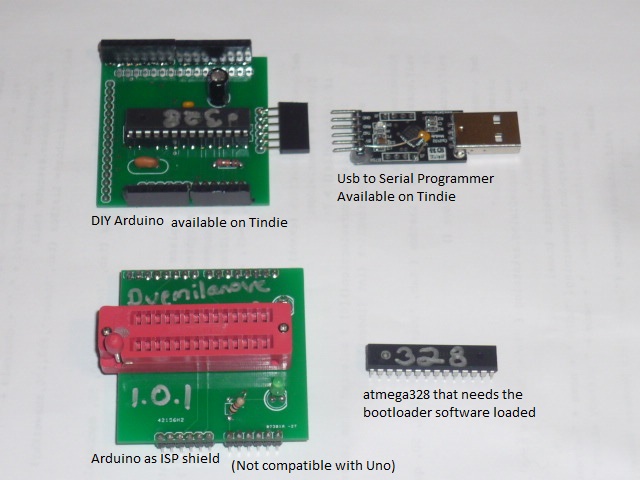 328
DIY Arduino available on Tindie
Usb to Serial Programmer
Available on Tindie
Duemilanove
1.0.1
328
atmega328 that needs the
bootloader software loaded
Arduino as ISP shield (Not compatible with Uno)